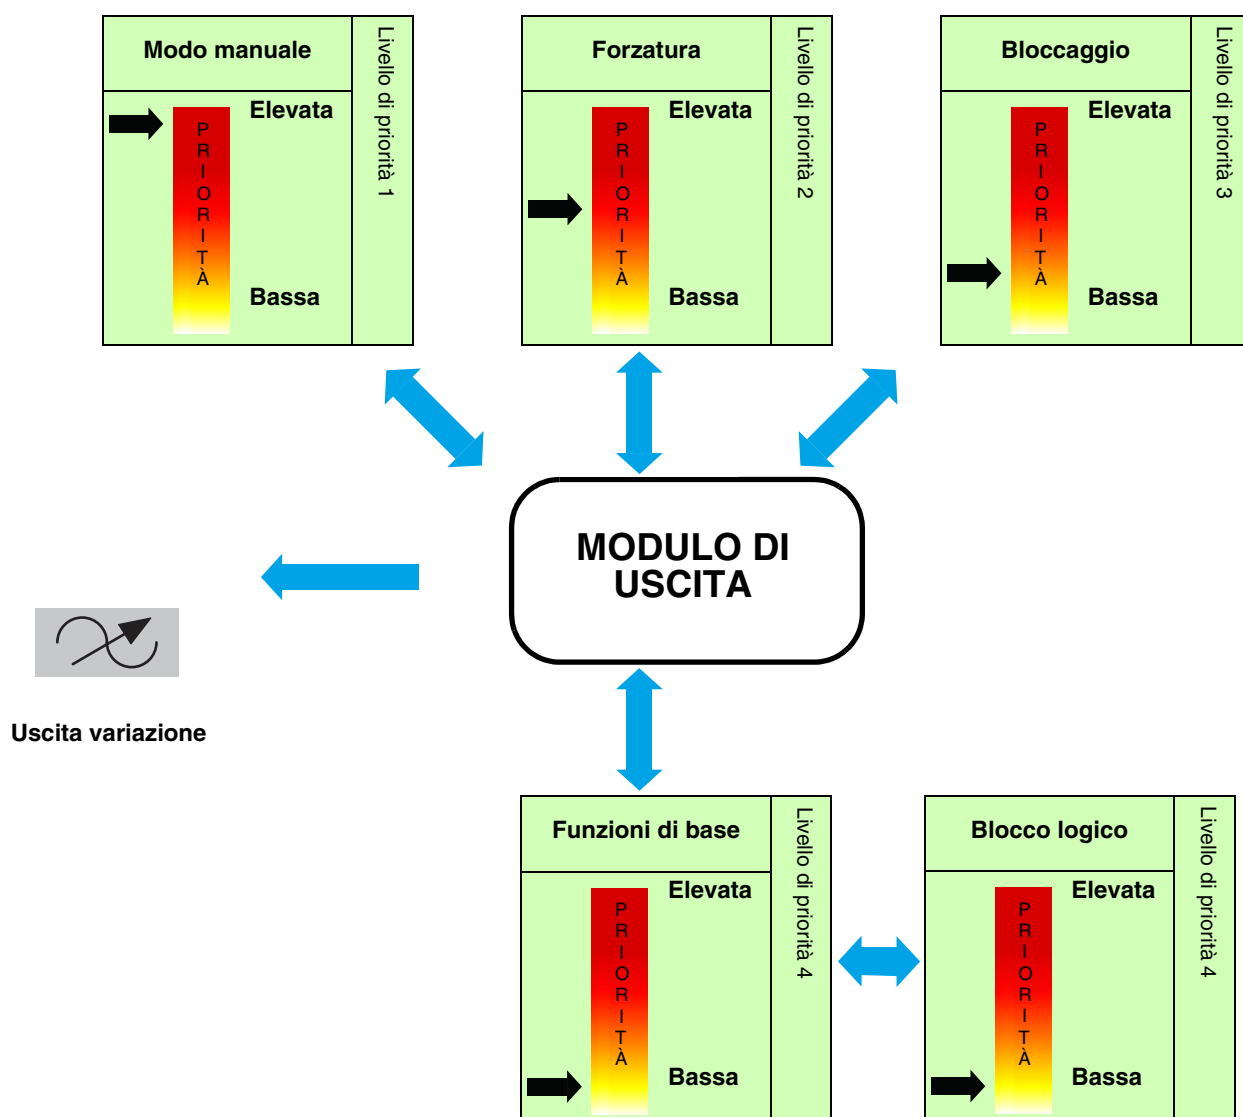 Modo manuale
Livello di priorità 1
Elevata
PRIORITÀ
Bassa
Forzatura
Livello di priorità 2
Elevata
PRIORITÀ
Bassa
Bloccaggio
Livello di priorità 3
Elevata
PRIORITÀ
Bassa
MODULO DI
USCITA
Uscita variazione
Funzioni di base
Livello di priorità 4
Elevata
PRIORITÀ
Bassa
Blocco logico
Livello di priorità 4
Elevata
PRIORITÀ
Bassa